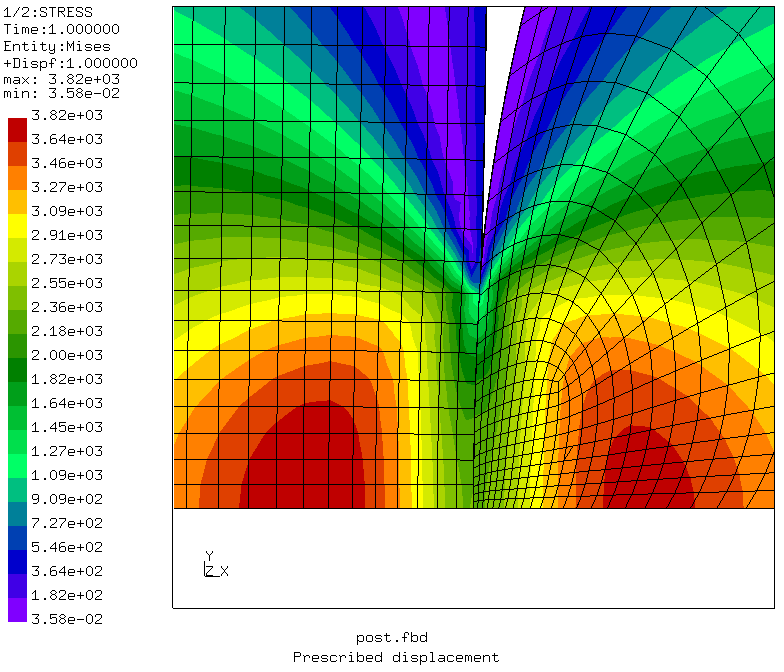 1/2:STRESS
Time:1.000000
Entity:Mises
+Dispf:1.000000
max: 3.82e+03
min: 3.58e-02
3.82e+03
3.64e+03
3.46e+03
3.27e+03
3.09e+03
2.91e+03
2.73e+03
2.55e+03
2.36e+03
2.18e+03
2.00e+03
1.82e+03
1.64e+03
1.45e+03
1.27e+03
1.09e+03
9.09e+02
7.27e+02
5.46e+02
3.64e+02
1.82e+02
3.58e-02
Y
Z X
post.fbd
Prescribed displacement